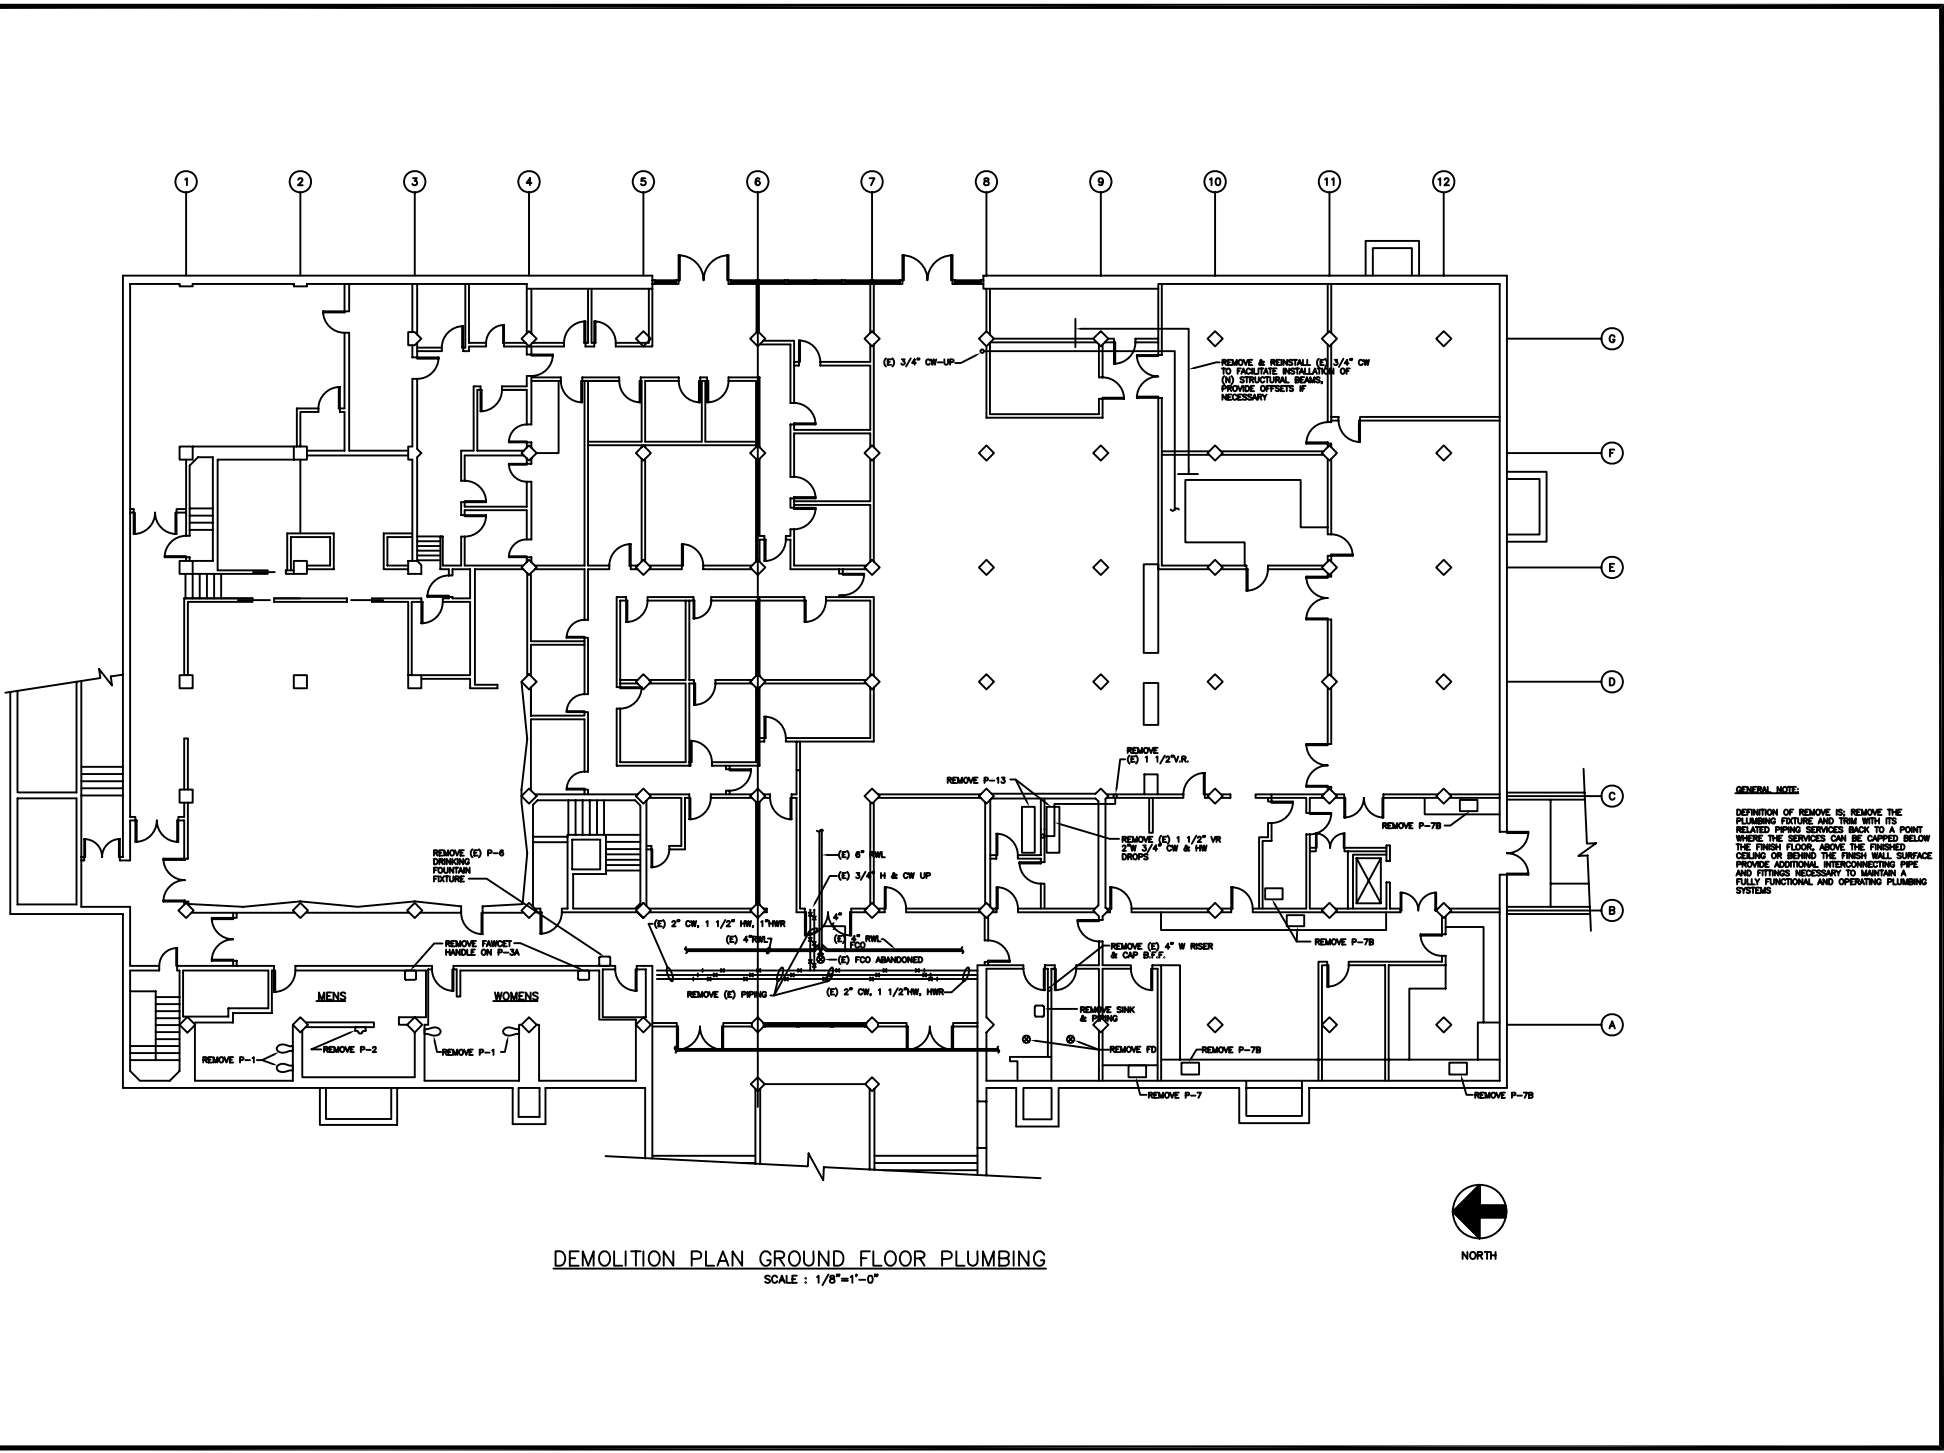 1 2 3 4 5 6 7 8 9 10 11 12
G
(E) 3/4" CW-UP
REMOVE & REINSTALL (E) 3/4" CW
TO FACILITATE INSTALLATION OF
(N) STRUCTURAL BEAMS,
PROVIDE OFFSETS IF
NECESSARY
F
E
D
REMOVE
(E) 1 1/2"V.R.
REMOVE P-13
C
GENERAL NOTE:
DEFINITION OF REMOVE IS; REMOVE THE
PLUMBING FIXTURE AND TRIM WITH ITS
RELATED PIPING SERVICES BACK TO A POINT
WHERE THE SERVICES CAN BE CAPPED BELOW
THE FINISH FLOOR, ABOVE THE FINISHED
CEILING OR BEHIND THE FINISH WALL SURFACE
PROVIDE ADDITIONAL INTERCONNECTING PIPE
AND FITTINGS NECESSARY TO MAINTAIN A
FULLY FUNCTIONAL AND OPERATING PLUMBING
SYSTEMS
REMOVE P-7B
REMOVE (E) 1 1/2" VR
2"W 3/4" CW & HW
DROPS
REMOVE (E) P-6
DRINKING
FOUNTAIN
FIXTURE
(E) 6" RWL
(E) 3/4" H & CW UP
B
(E) 2" CW, 1 1/2" HW, 1"HWR
4"
(E) 4"RWL
(E) 4" RWL
FCO
REMOVE FAWCET
HANDLE ON P-3A
REMOVE P-7B
REMOVE (E) 4" W RISER
& CAP B.F.F.
(E) FCO ABANDONED
MENS
WOMENS
REMOVE (E) PIPING
(E) 2" CW, 1 1/2"HW, HWR
REMOVE SINK
& PIPING
A
REMOVE P-1
REMOVE P-2
REMOVE P-1
REMOVE FD
REMOVE P-7B
REMOVE P-7
REMOVE P-7B
NORTH
DEMOLITION PLAN GROUND FLOOR PLUMBING
SCALE : 1/8"=1'-0"